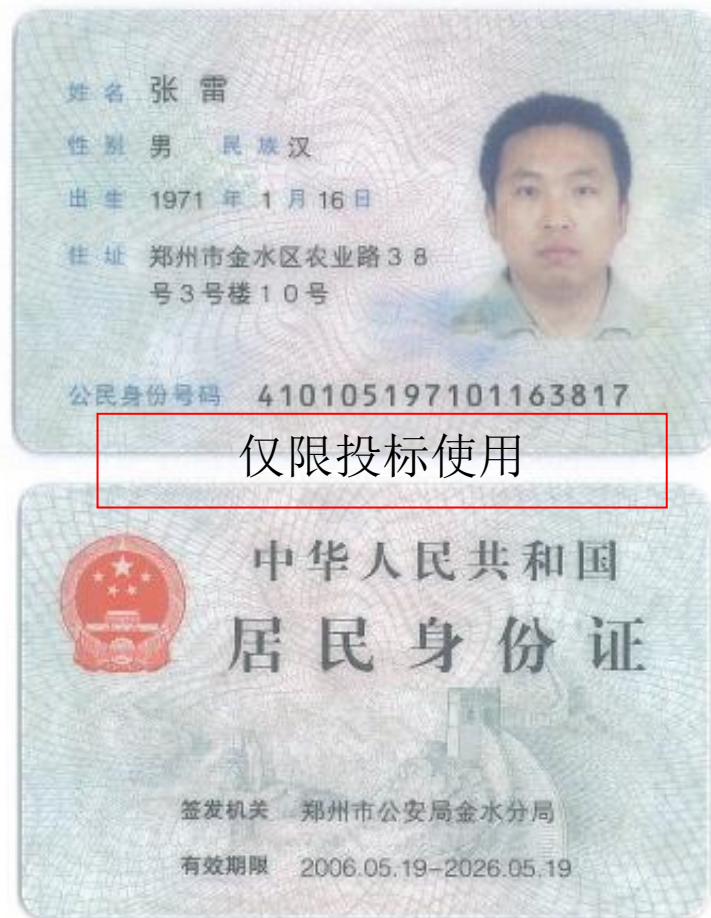 姓名 张雷
性别 男 民族 汉
出生 1971 年 1 月 16 日
住址 郑州市金水区农业路３８
号３号楼１０号
公民身份号码 410105197101163817
仅限投标使用
中华人民共和国
居民身份证
签发机关 郑州市公安局金水分局
有效期限 2006.05.19-2026.05.19